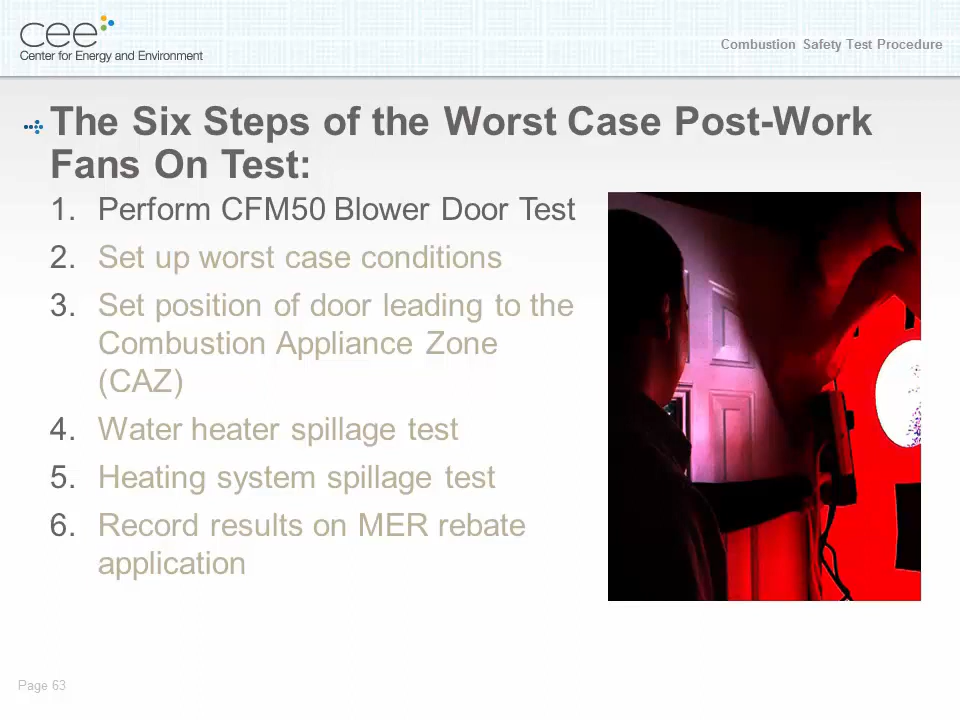 cee
Center for Energy and Environment
Combustion Safety Test Procedure
The Six Steps of the Worst Case Post-Work
Fans On Test:
1. Perform CFM50 Blower Door Test
2. Set up worst case conditions
3. Set position of door leading to the
Combustion Appliance Zone
(CAZ)
4. Water heater spillage test
5. Heating system spillage test
6. Record results on MER rebate
application
Page 63